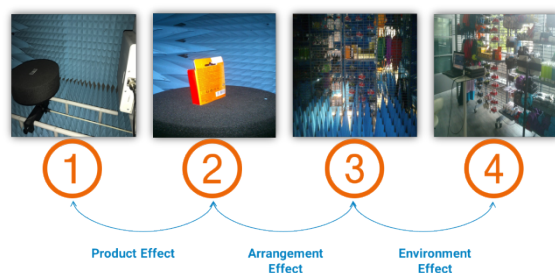 1 2 3 4
Product Effect
Arrangement
Effect
Environment
Effect